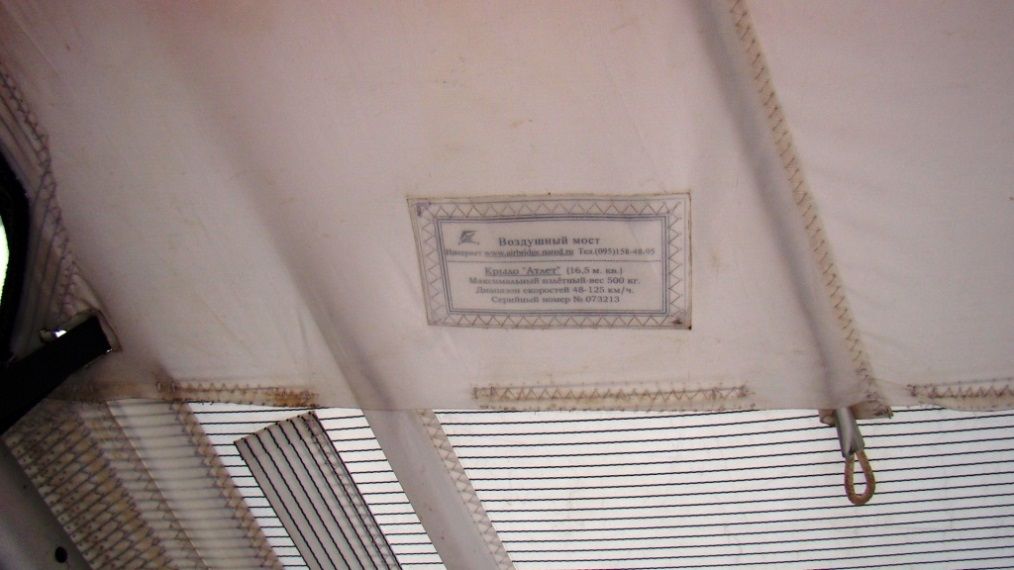 Воздушный мост
Интернет www.airbridge.narod.ru Тел.(095)158-48.95
Крыло "Атлет" (16,5 м. кв.)
Максимальный взлётный вес 500 кг.
Диапазон скоростей 48-125 км/ч.
Серийный номер № 073213